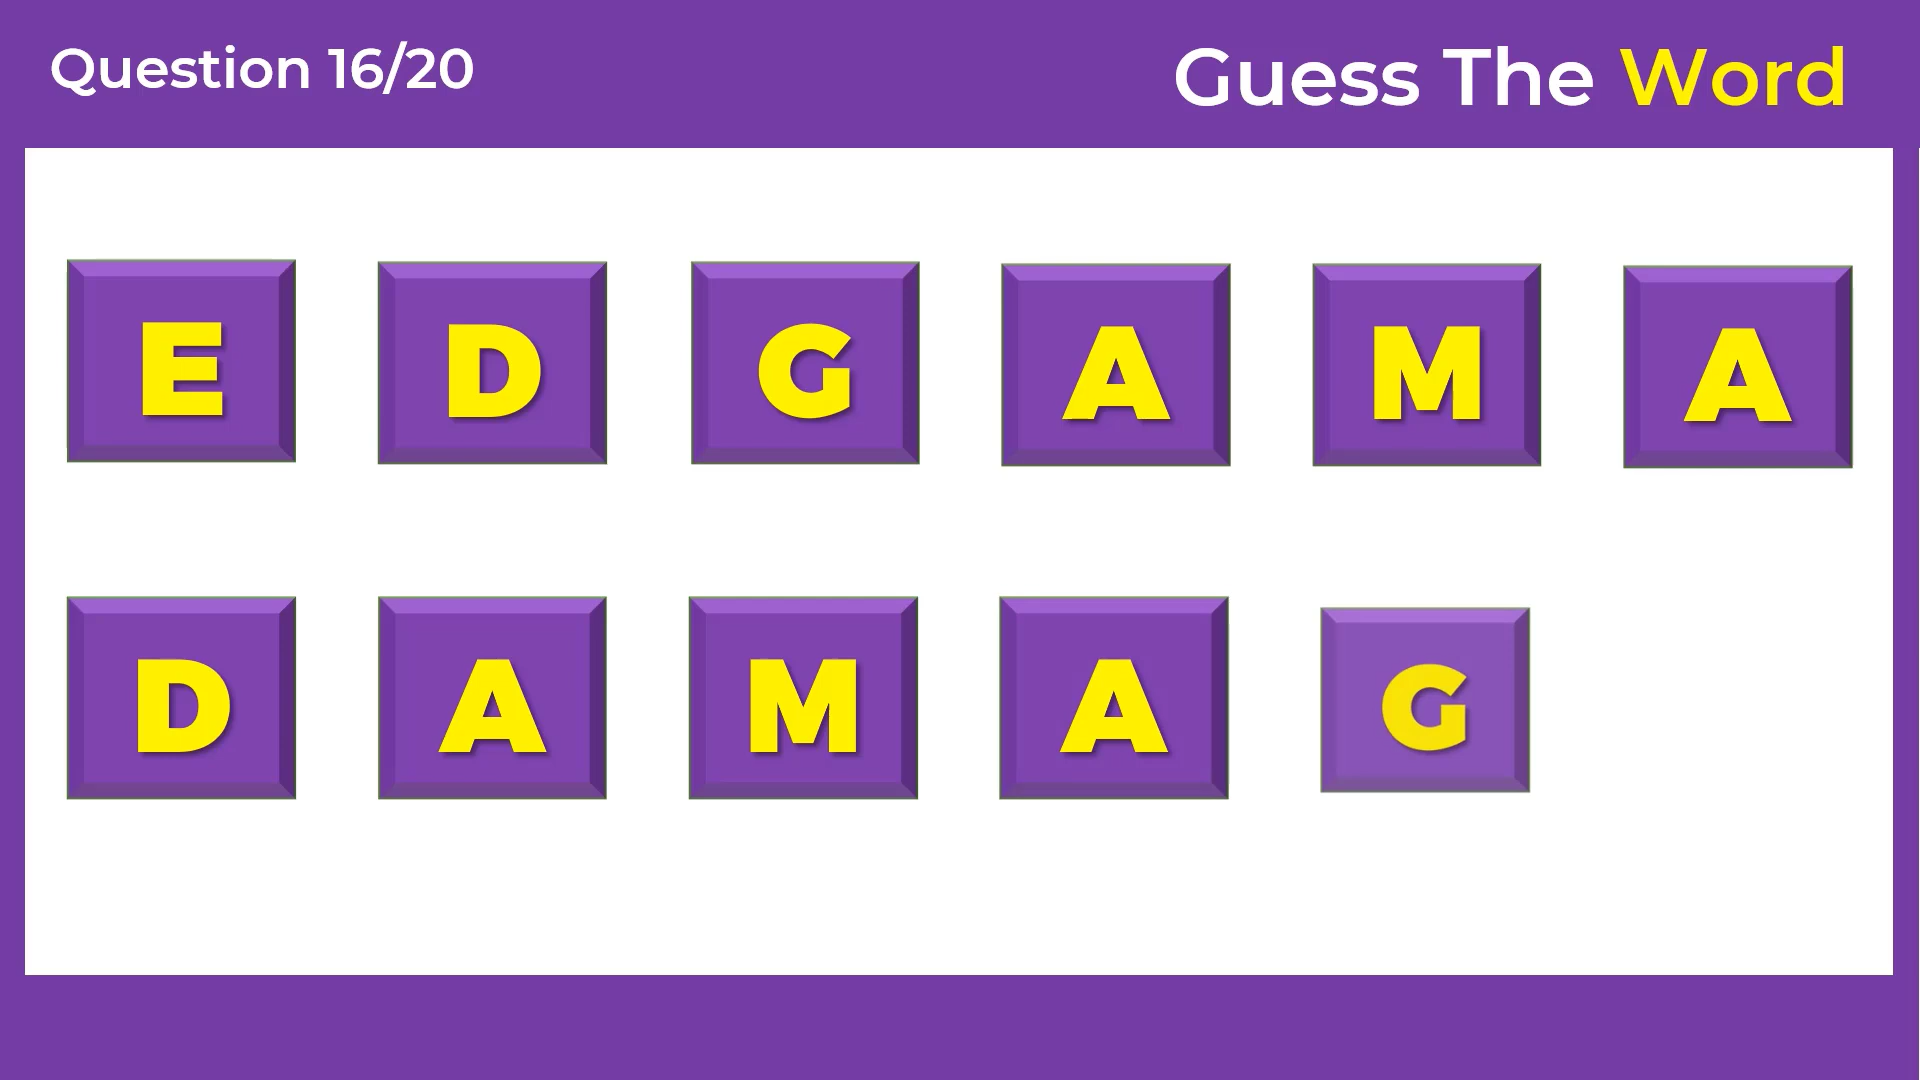 Question 16/20
Guess The Word
E D G A M A
D A M A G